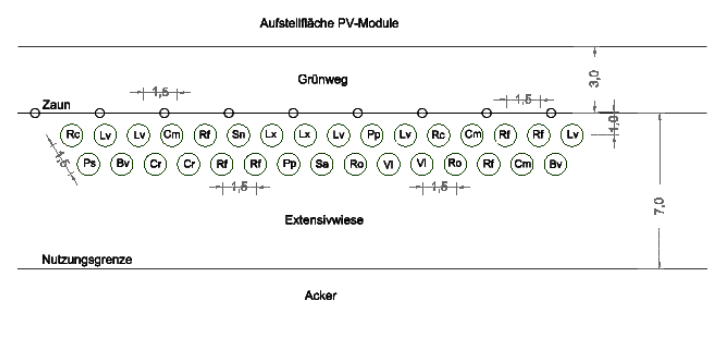 Aufstellfläche PV-Module
Grünweg
3,0
1,5
1,5
Zaun
1,0
Rc Lv Lv Cm Rf Sn Lx Lx Lv Pp Lv Rc Cm Rf Rf Lv
1,5
Ps Bv Cr Cr Rf Rf Pp Sa Ro Vl Vl Ro Rf Cm Bv
1,5
1,5
7,0
Extensivwiese
Nutzungsgrenze
Acker